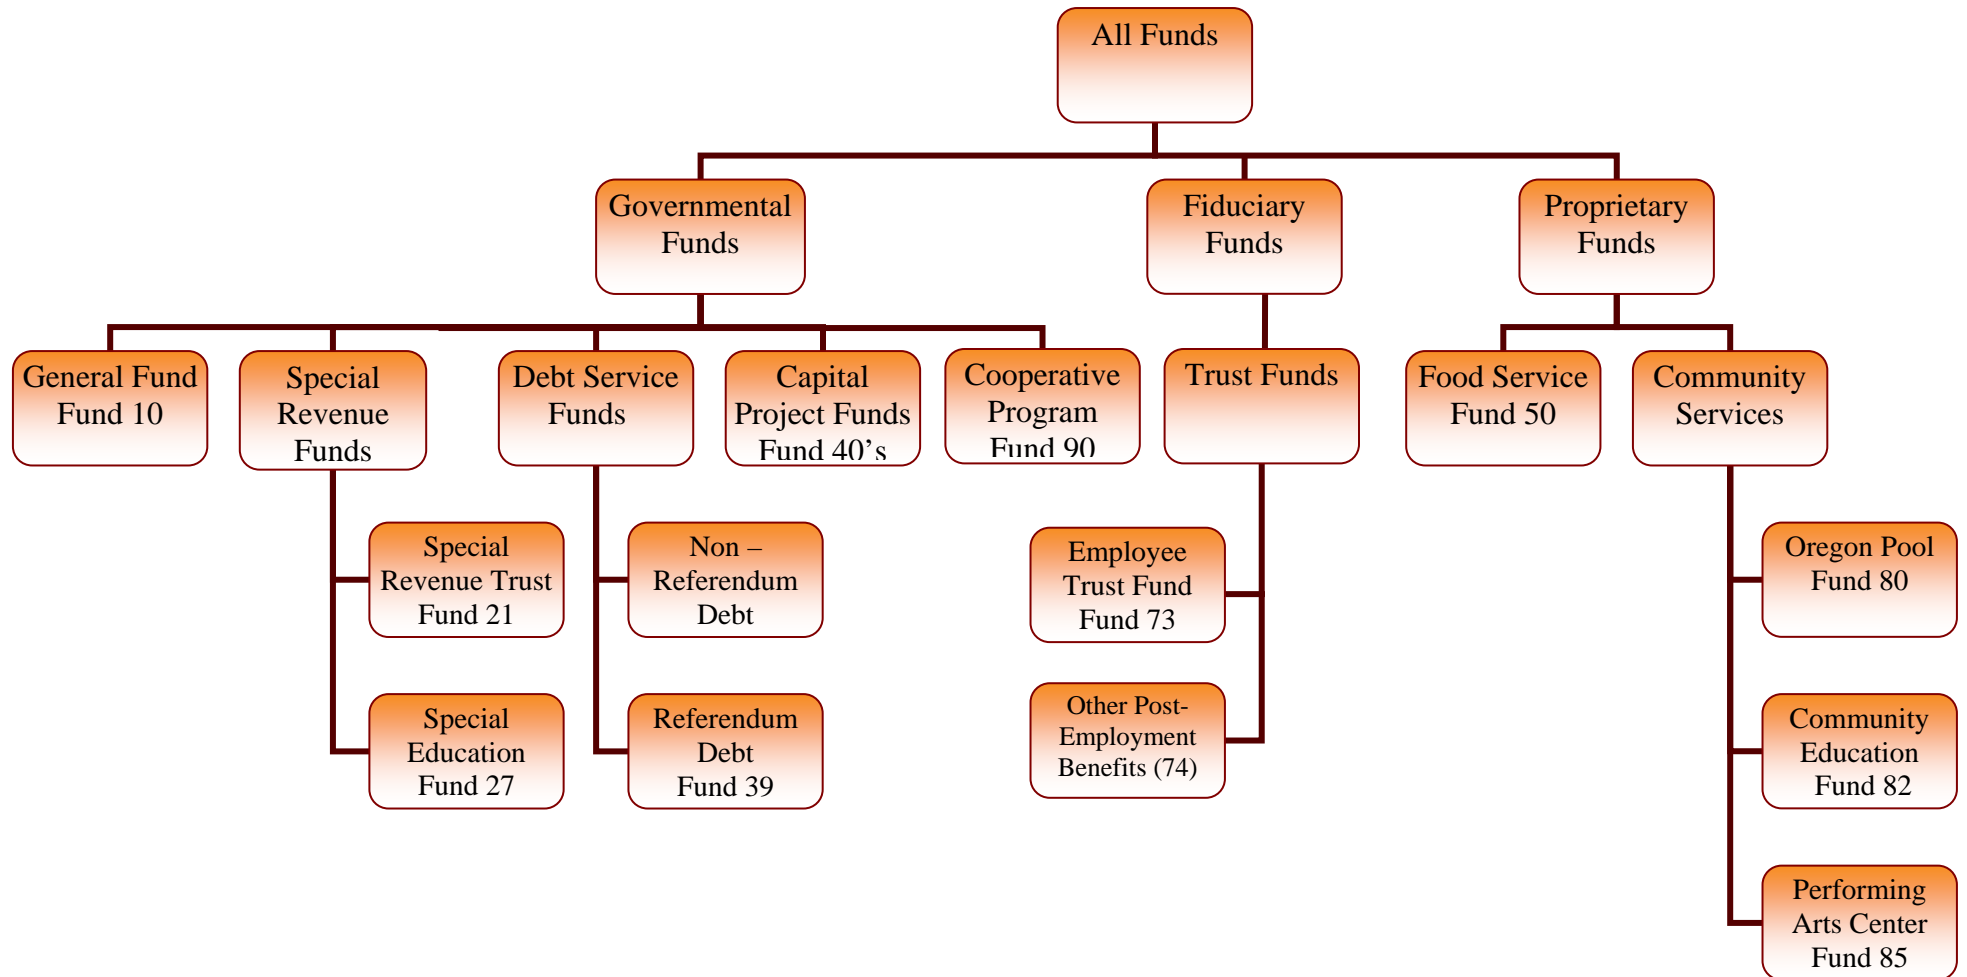 All Funds
Governmental
Funds
Fiduciary
Funds
Proprietary
Funds
General Fund
Fund 10
Special
Revenue
Funds
Debt Service
Funds
Capital
Project Funds
Fund 40’s
Cooperative
Program
Fund 90
Trust Funds
Food Service
Fund 50
Community
Services
Special
Revenue Trust
Fund 21
Non –
Referendum
Debt
Employee
Trust Fund
Fund 73
Oregon Pool
Fund 80
Special
Education
Fund 27
Referendum
Debt
Fund 39
Other Post-
Employment
Benefits (74)
Community
Education
Fund 82
Performing
Arts Center
Fund 85